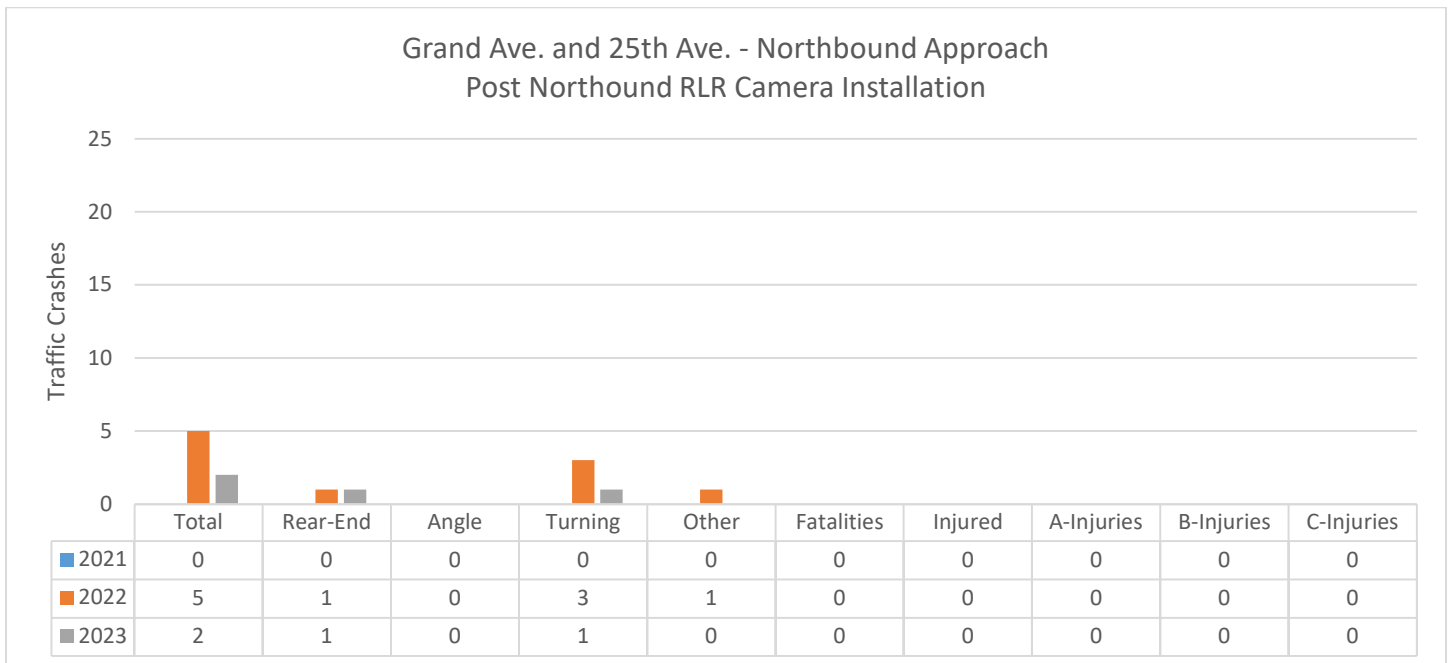 Grand Ave. and 25th Ave. - Northbound Approach
Post Northound RLR Camera Installation
25
20
15
10
5
0
Traffic Crashes
Total Rear-End Angle Turning Other Fatalities Injured A-Injuries B-Injuries C-Injuries
2021 0 0 0 0 0 0 0 0 0 0
2022 5 1 0 3 1 0 0 0 0 0
2023 2 1 0 1 0 0 0 0 0 0